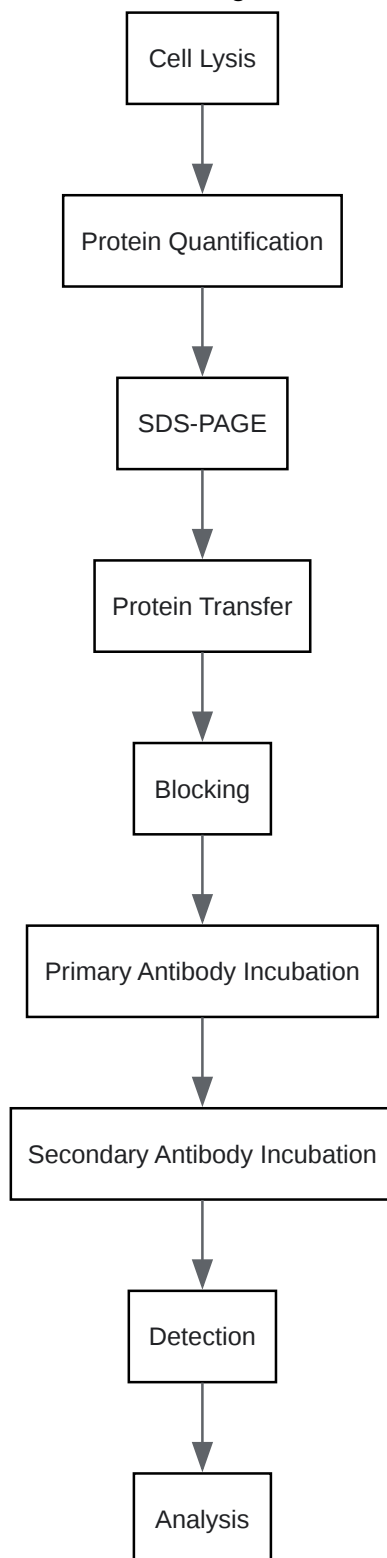 Cell Lysis
Protein Quantification
SDS-PAGE
Protein Transfer
Blocking
Primary Antibody Incubation
Secondary Antibody Incubation
Detection
Analysis